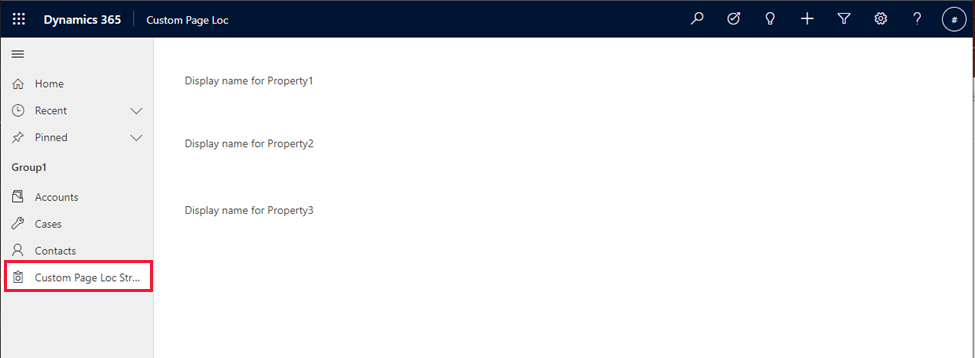 Dynamics 365 Custom Page Loc
#
Home
Recent
Pinned
Group1
Accounts
Cases
Contacts
Custom Page Loc Str...
Display name for Property1
Display name for Property2
Display name for Property3